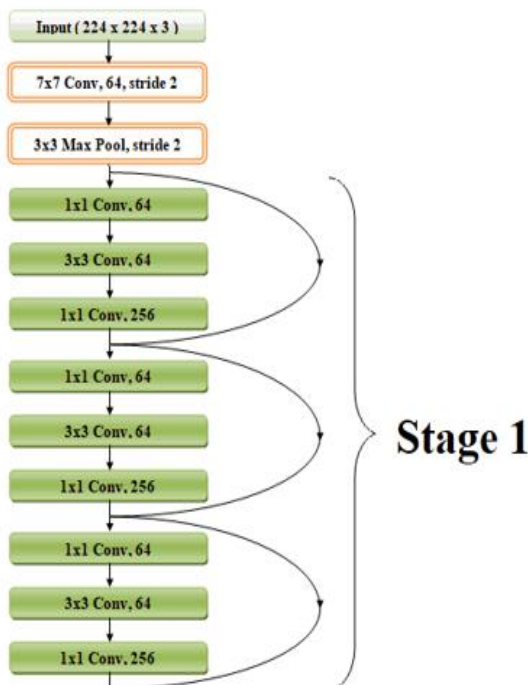 Input ( 224 x 224 x 3 )
7x7 Conv, 64, stride 2
3x3 Max Pool, stride 2
1x1 Conv, 64
3x3 Conv, 64
1x1 Conv, 256
1x1 Conv, 64
3x3 Conv, 64
1x1 Conv, 256
1x1 Conv, 64
3x3 Conv, 64
1x1 Conv, 256
Stage 1